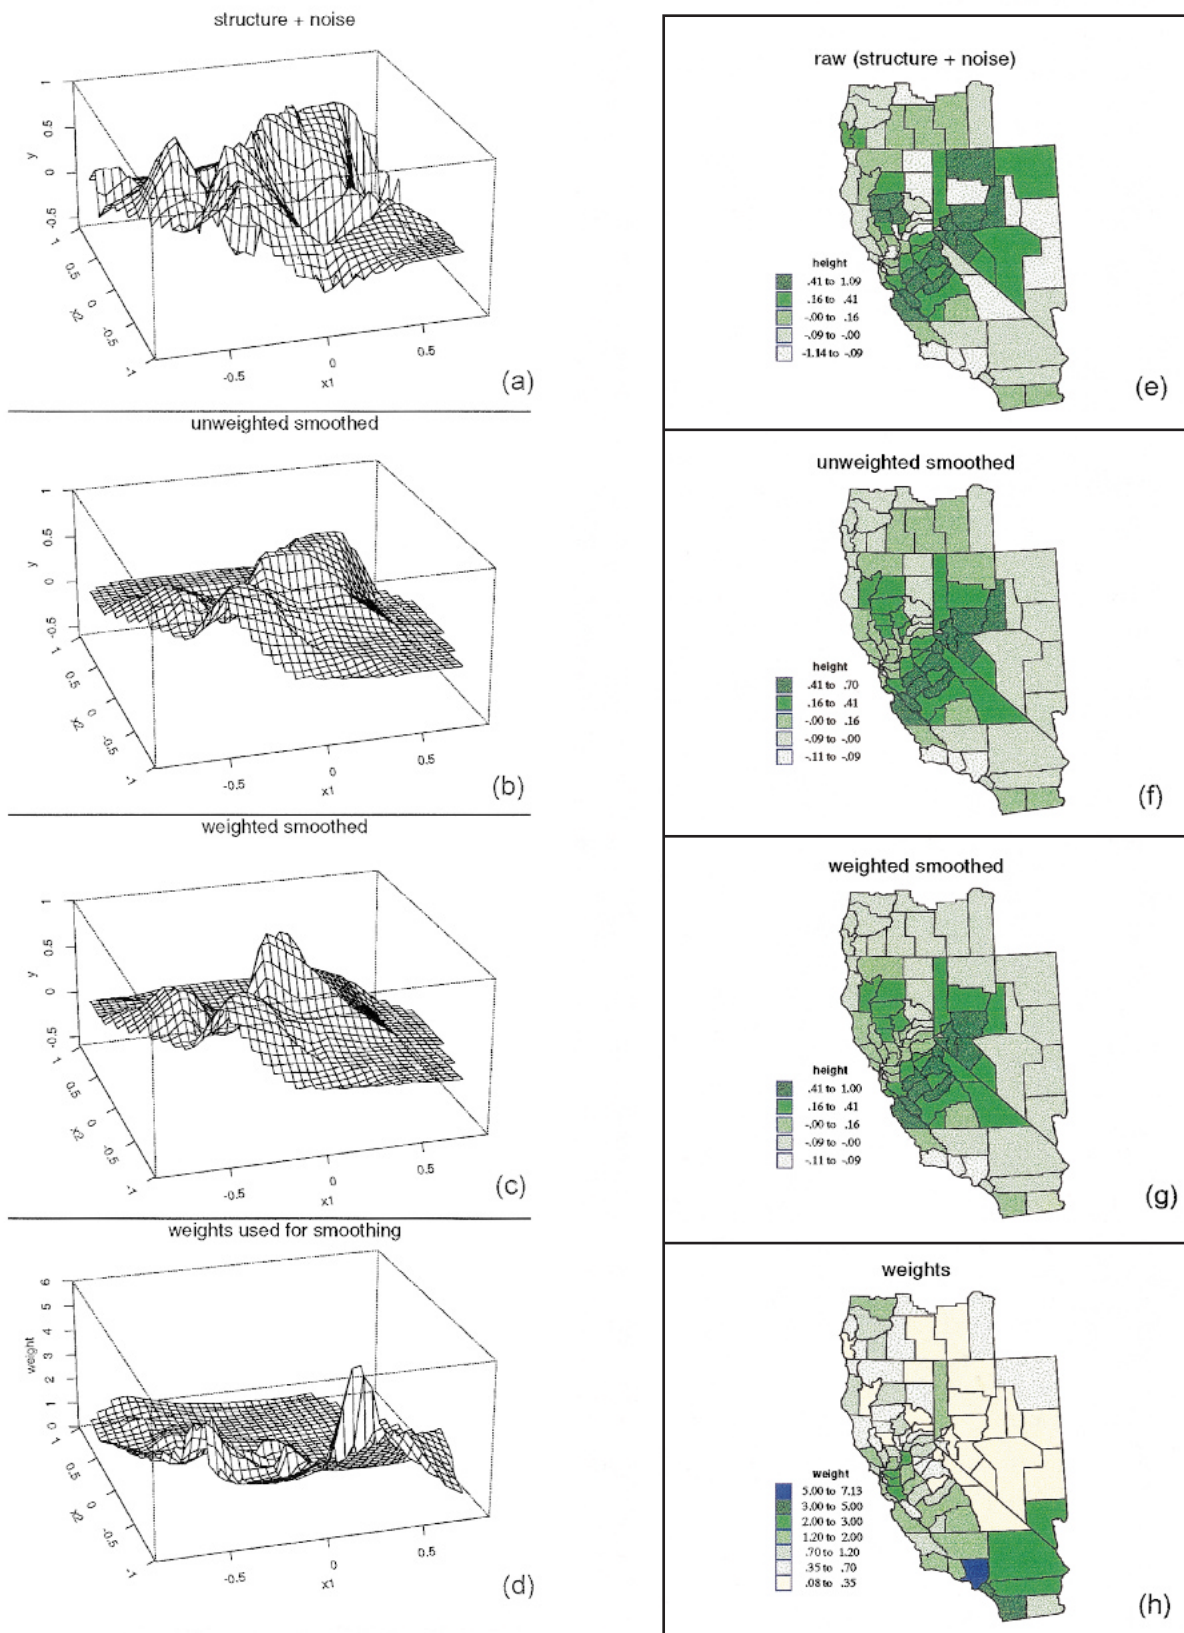 structure + noise
1
0.5
0
-0.5
y
1
0.5
0
-0.5
-1
x2
-0.5
0
0.5
x1
(a)
unweighted smoothed
1
0.5
0
-0.5
y
1
0.5
0
-0.5
-1
x2
-0.5
0
0.5
x1
(b)
weighted smoothed
1
0.5
0
-0.5
y
1
0.5
0
-0.5
-1
x2
-0.5
0
0.5
x1
(c)
weights used for smoothing
6
5
4
3
2
1
0
weight
1
0.5
0
-0.5
-1
x2
-0.5
0
0.5
x1
(d)
raw (structure + noise)
height
.41 to 1.09
.16 to .41
-.00 to .16
-.09 to -.00
-1.14 to -.09
(e)
unweighted smoothed
height
.41 to .70
.16 to .41
-.00 to .16
-.09 to -.00
-.11 to -.09
(f)
weighted smoothed
height
.41 to 1.00
.16 to .41
-.00 to .16
-.09 to -.00
-.11 to -.09
(g)
weights
weight
5.00 to 7.13
3.00 to 5.00
2.00 to 3.00
1.20 to 2.00
.70 to 1.20
.35 to .70
.08 to .35
(h)